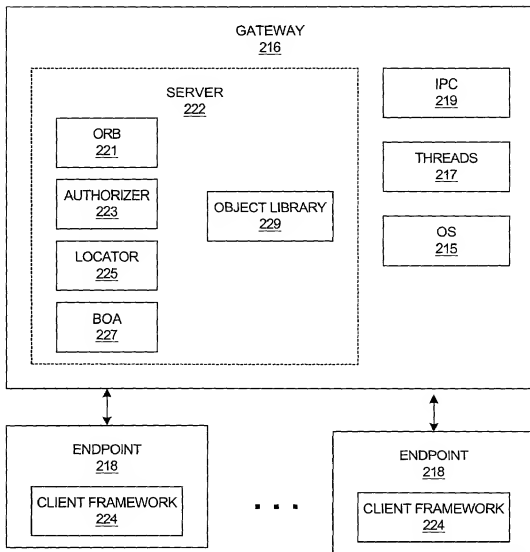 GATEWAY
216
SERVER
222
ORB
221
AUTHORIZER
223
LOCATOR
225
BOA
227
OBJECT LIBRARY
229
IPC
219
THREADS
217
OS
215
ENDPOINT
218
CLIENT FRAMEWORK
224
. . .
ENDPOINT
218
CLIENT FRAMEWORK
224